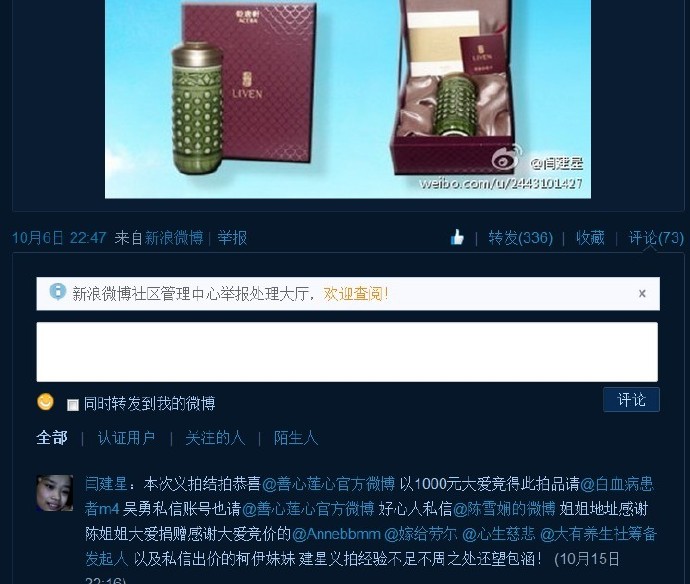 乾唐軒
ACERA
LIVEN
LIVEN
@闫建星
weibo.com/u/2443101427
10月6日 22:47 来自新浪微博 | 举报
| 转发(336) | 收藏 | 评论(73)
新浪微博社区管理中心举报处理大厅，欢迎查阅！ x
同时转发到我的微博
评论
全部 | 认证用户 | 关注的人 | 陌生人
闫建星：本次义拍结拍恭喜@善心莲心官方微博 以1000元大爱竞得此拍品请@白血病患
者m4 吴勇私信账号也请@善心莲心官方微博 好心人私信@陈雪娴的微博 姐姐地址感谢
陈姐姐大爱捐赠感谢大爱竞价的@Annebbmm @嫁给劳尔 @心生慈悲 @大有养生社筹备
发起人 以及私信出价的柯伊妹妹 建星义拍经验不足不周之处还望包涵！ (10月15日
22:16)